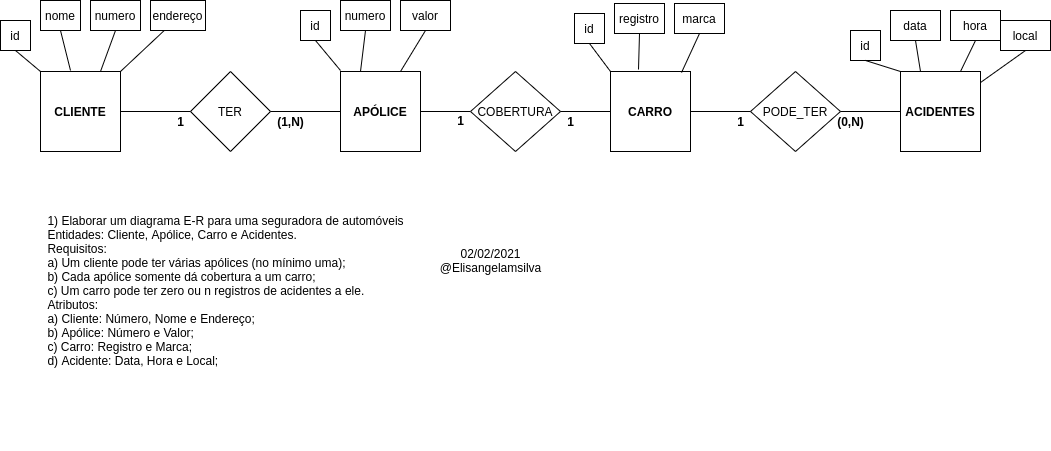 nome
numero
endereço
id
id
numero
valor
id
registro
marca
id
data
hora
local
CLIENTE
TER
APÓLICE
COBERTURA
CARRO
PODE_TER
ACIDENTES
1
(1,N)
1
1
1
(0,N)
1) Elaborar um diagrama E-R para uma seguradora de automóveis
Entidades: Cliente, Apólice, Carro e Acidentes.
Requisitos:
a) Um cliente pode ter várias apólices (no mínimo uma);
b) Cada apólice somente dá cobertura a um carro;
c) Um carro pode ter zero ou n registros de acidentes a ele.
Atributos:
a) Cliente: Número, Nome e Endereço;
b) Apólice: Número e Valor;
c) Carro: Registro e Marca;
d) Acidente: Data, Hora e Local;
02/02/2021
@Elisangelamsilva